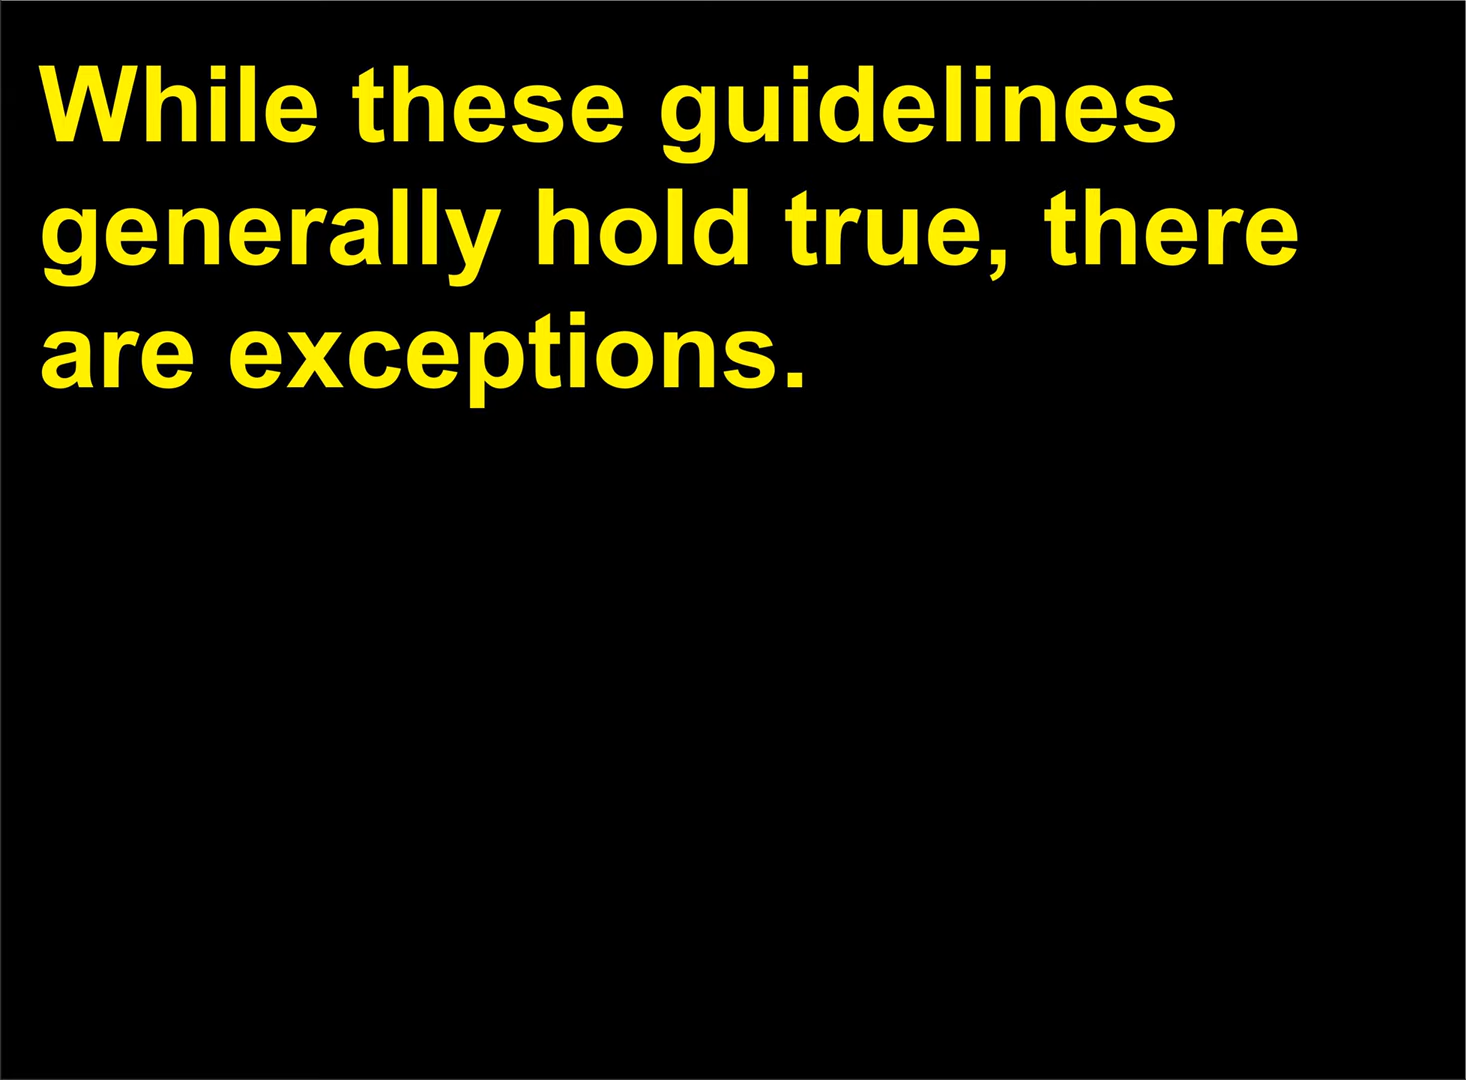 While these guidelines
generally hold true, there
are exceptions.